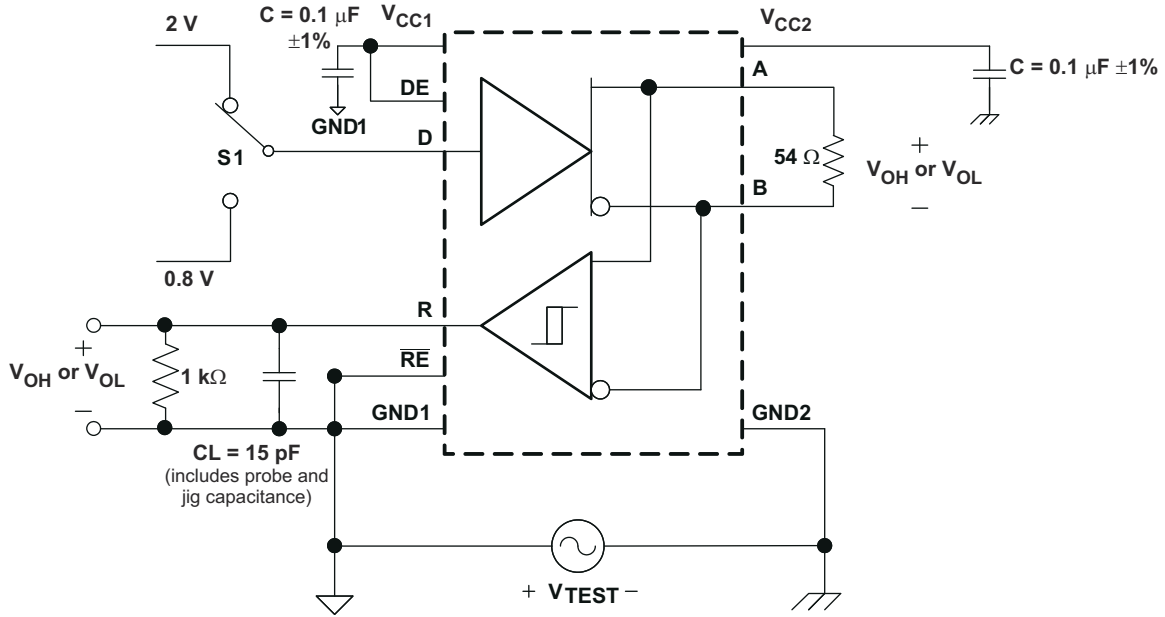 2 V
C = 0.1 μF
±1%
VCC1
VCC2
C = 0.1 μF ±1%
DE
GND1
A
D
S1
54 Ω
+
VOH or VOL
−
B
0.8 V
R
+
VOH or VOL
−
1 kΩ
RE
GND1
GND2
CL = 15 pF
(includes probe and
jig capacitance)
+ VTEST −